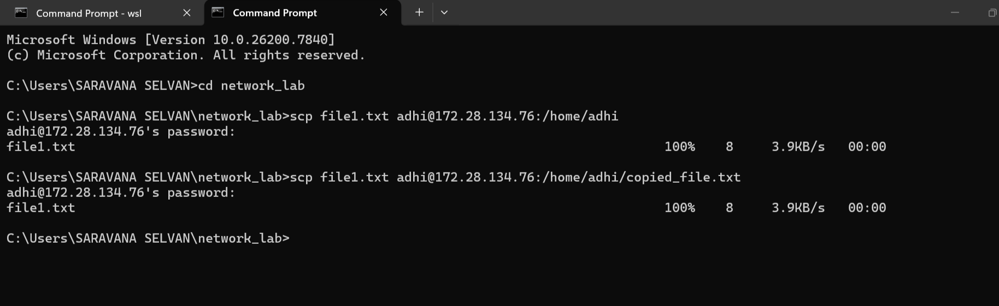 Command Prompt - wsl
Command Prompt
Microsoft Windows [Version 10.0.26200.7840]
(c) Microsoft Corporation. All rights reserved.
C:\Users\SARAVANA SELVAN>cd network_lab
C:\Users\SARAVANA SELVAN\network_lab>scp file1.txt adhi@172.28.134.76:/home/adhi
adhi@172.28.134.76's password:
file1.txt 100% 8 3.9KB/s 00:00
C:\Users\SARAVANA SELVAN\network_lab>scp file1.txt adhi@172.28.134.76:/home/adhi/copied_file.txt
adhi@172.28.134.76's password:
file1.txt 100% 8 3.9KB/s 00:00
C:\Users\SARAVANA SELVAN\network_lab>